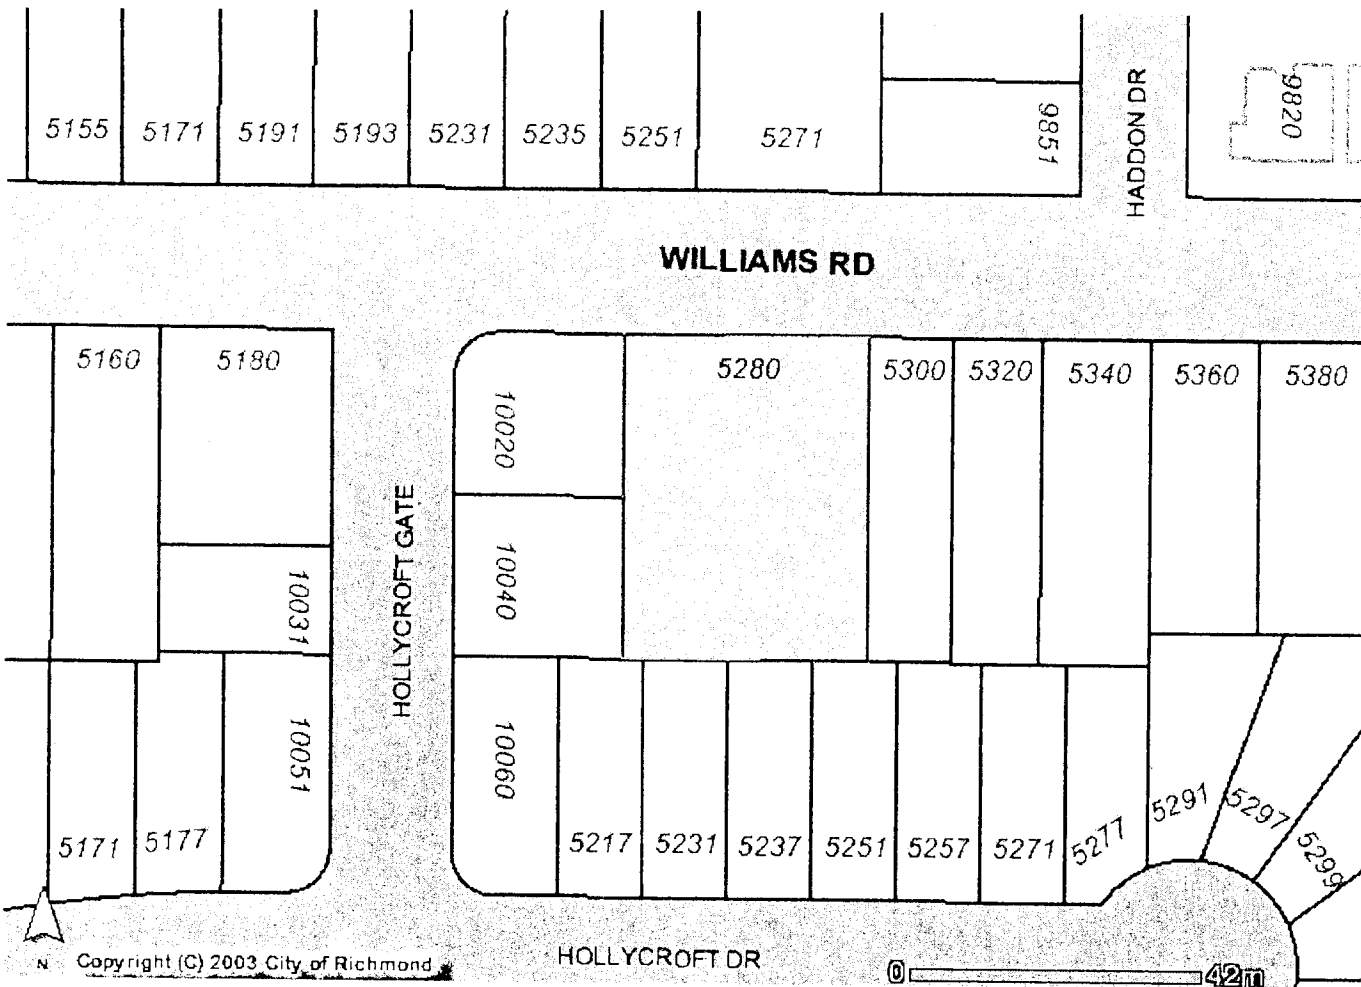 5155 5171 5191 5193 5231 5235 5251 5271 9851 HADDON DR 9820
WILLIAMS RD
5160 5180 5280 5300 5320 5340 5360 5380
10020
HOLLYCROFT GATE
10040
10031
10051
10060
5171 5177 5217 5231 5237 5251 5257 5271 5277 5291 5297 5299
N Copyright (C) 2003 City of Richmond
HOLLYCROFT DR
0 42m